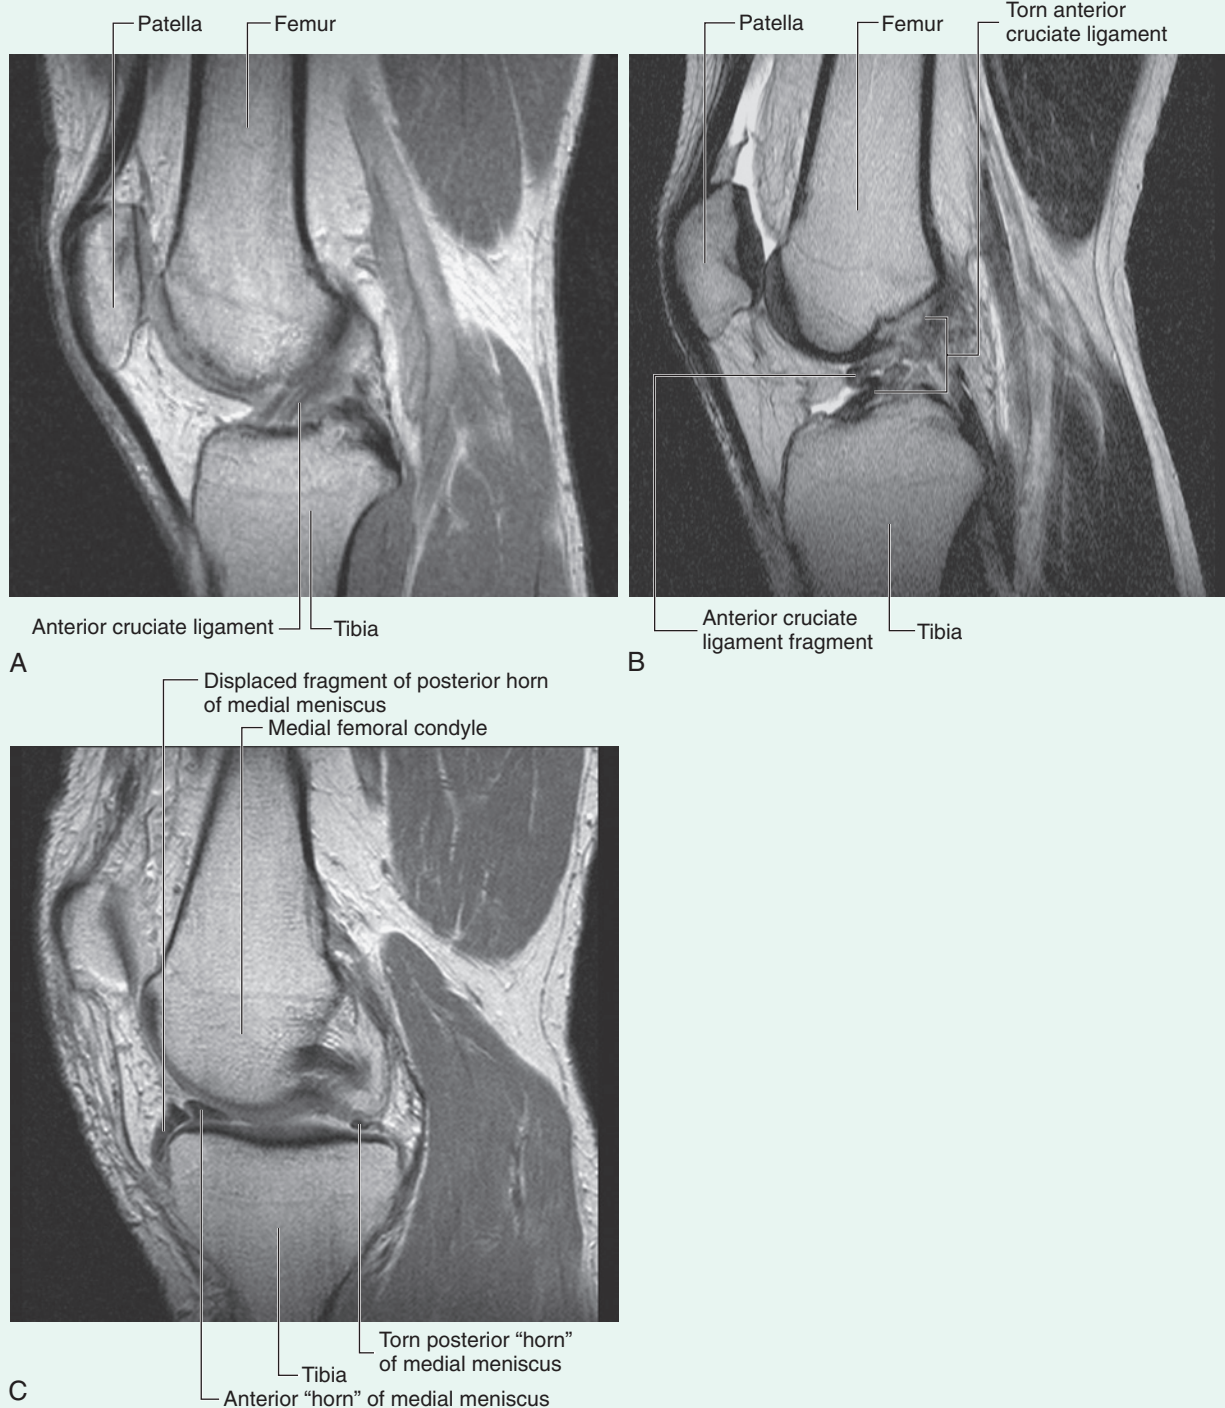 Patella
Femur
Anterior cruciate ligament
Tibia
A
Patella
Femur
Torn anterior
cruciate ligament
Anterior cruciate
ligament fragment
Tibia
B
Displaced fragment of posterior horn
of medial meniscus
Medial femoral condyle
Torn posterior “horn”
of medial meniscus
Tibia
Anterior “horn” of medial meniscus
C